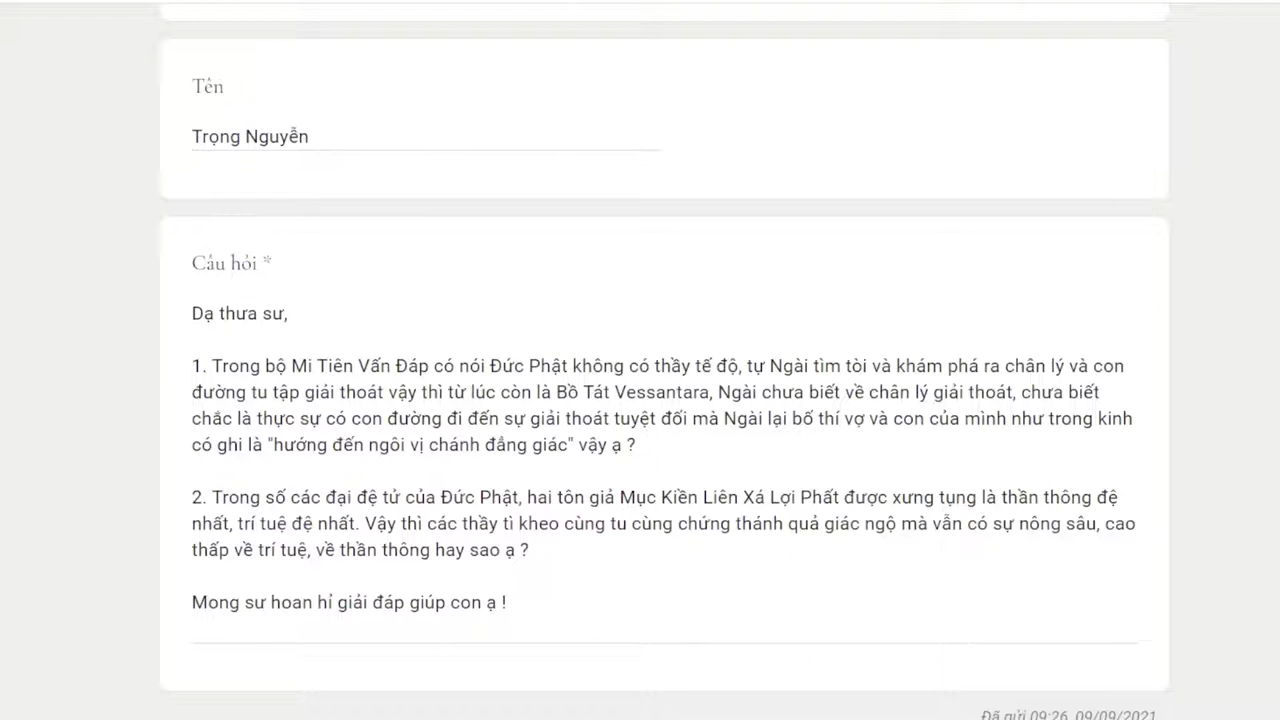 Tên
Trọng Nguyễn
Câu hỏi *
Dạ thưa sư,
1. Trong bộ Mi Tiên Vấn Đáp có nói Đức Phật không có thầy tế độ, tự Ngài tìm tòi và khám phá ra chân lý và con
đường tu tập giải thoát vậy thì từ lúc còn là Bồ Tát Vessantara, Ngài chưa biết về chân lý giải thoát, chưa biết
chắc là thực sự có con đường đi đến sự giải thoát tuyệt đối mà Ngài lại bố thí vợ và con của mình như trong kinh
có ghi là "hướng đến ngôi vị chánh đẳng giác" vậy ạ ?
2. Trong số các đại đệ tử của Đức Phật, hai tôn giả Mục Kiền Liên Xá Lợi Phất được xưng tụng là thần thông đệ
nhất, trí tuệ đệ nhất. Vậy thì các thầy tì kheo cùng tu cùng chứng thánh quả giác ngộ mà vẫn có sự nông sâu, cao
thấp về trí tuệ, về thần thông hay sao ạ ?
Mong sư hoan hỉ giải đáp giúp con ạ !
Đã gửi 09:26, 09/09/2021